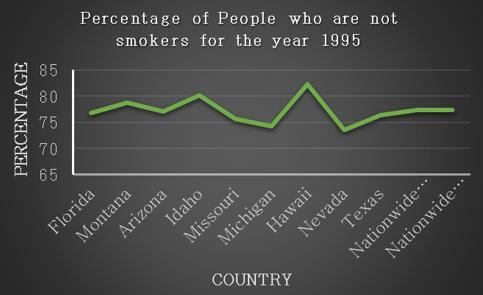 Percentage of People who are not
smokers for the year 1995
PERCENTAGE
85
80
75
70
65
Florida
Montana
Arizona
Idaho
Missouri
Michigan
Hawaii
Nevada
Texas
Nationwide...
Nationwide...
COUNTRY